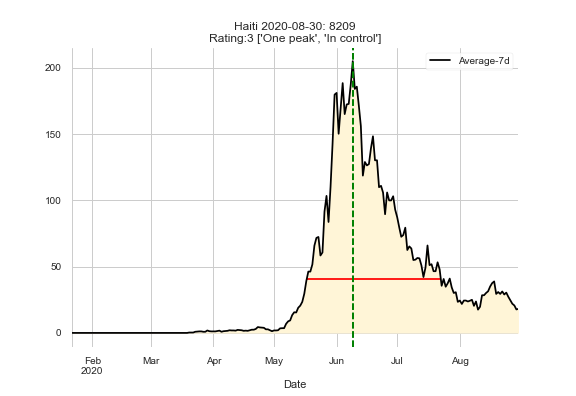 Haiti 2020-08-30: 8209
Rating:3 ['One peak', 'In control']
Average-7d
200
150
100
50
0
Feb Mar Apr May Jun Jul Aug
2020
Date